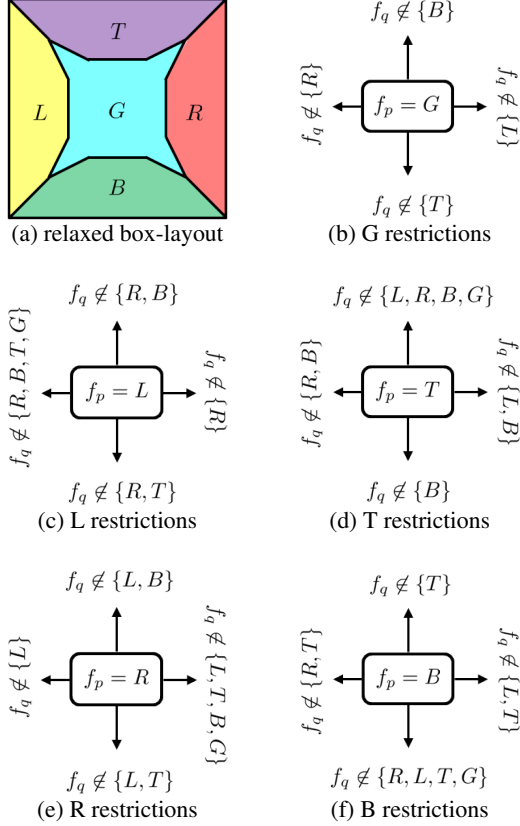 T
L
G
R
B
(a) relaxed box-layout
f_q ∉ {B}
f_q ∉ {R}
f_p = G
f_q ∉ {L}
f_q ∉ {T}
(b) G restrictions
f_q ∉ {R, B}
f_q ∉ {R, B, T, G}
f_p = L
f_q ∉ {R}
f_q ∉ {R, T}
(c) L restrictions
f_q ∉ {L, R, B, G}
f_q ∉ {R, B}
f_p = T
f_q ∉ {L, B}
f_q ∉ {B}
(d) T restrictions
f_q ∉ {L, B}
f_q ∉ {L}
f_p = R
f_q ∉ {L, T, B, G}
f_q ∉ {L, T}
(e) R restrictions
f_q ∉ {T}
f_q ∉ {R, T}
f_p = B
f_q ∉ {L, T}
f_q ∉ {R, L, T, G}
(f) B restrictions